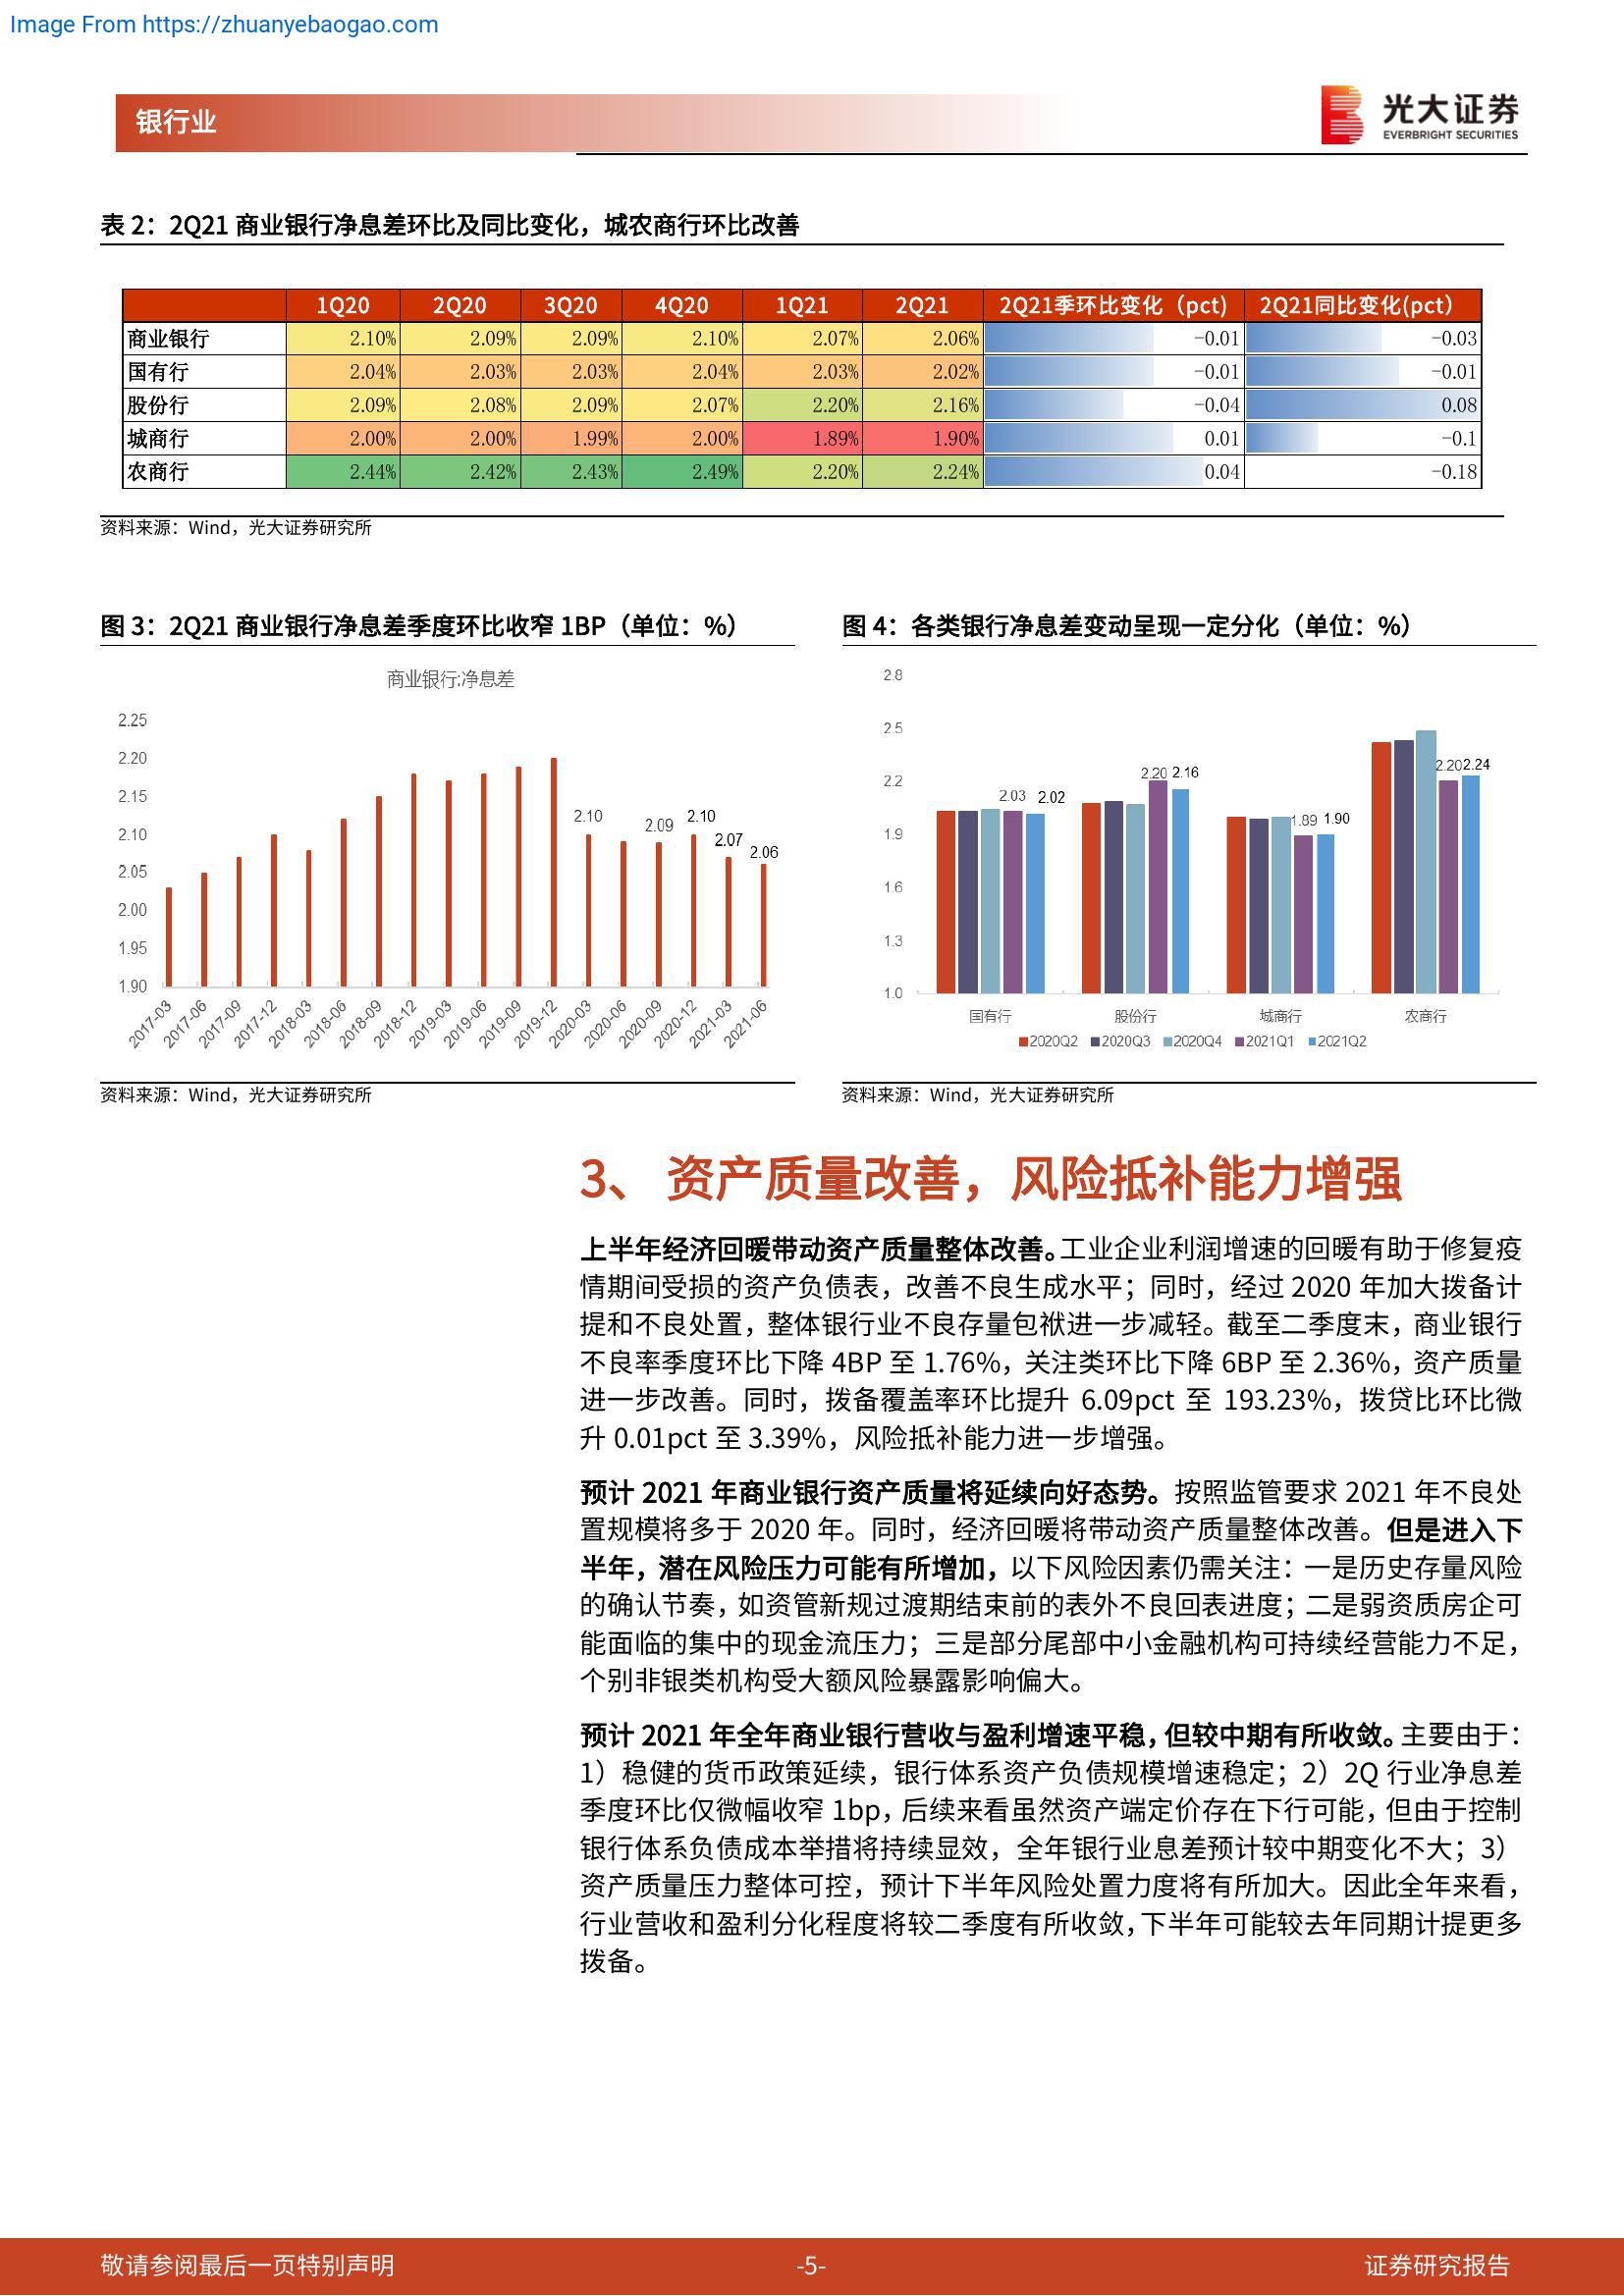 Image From https://zhuanyebaogao.com
银行业
光大证券
EVERBRIGHT SECURITIES
表 2：2Q21 商业银行净息差环比及同比变化，城农商行环比改善
1Q20 2Q20 3Q20 4Q20 1Q21 2Q21 2Q21季环比变化（pct) 2Q21同比变化(pct）
商业银行 2.10% 2.09% 2.09% 2.10% 2.07% 2.06% -0.01 -0.03
国有行 2.04% 2.03% 2.03% 2.04% 2.03% 2.02% -0.01 -0.01
股份行 2.09% 2.08% 2.09% 2.07% 2.20% 2.16% -0.04 0.08
城商行 2.00% 2.00% 1.99% 2.00% 1.89% 1.90% 0.01 -0.1
农商行 2.44% 2.42% 2.43% 2.49% 2.20% 2.24% 0.04 -0.18
资料来源：Wind，光大证券研究所
图 3：2Q21 商业银行净息差季度环比收窄 1BP（单位：%）
商业银行:净息差
2.25
2.20
2.15
2.10
2.05
2.00
1.95
1.90
2.10 2.09 2.10 2.07 2.06
2017-03 2017-06 2017-09 2017-12 2018-03 2018-06 2018-09 2018-12 2019-03 2019-06 2019-09 2019-12 2020-03 2020-06 2020-09 2020-12 2021-03 2021-06
资料来源：Wind，光大证券研究所
图 4：各类银行净息差变动呈现一定分化（单位：%）
2.8
2.5
2.2
1.9
1.6
1.3
1.0
2.03 2.02 2.20 2.16 1.89 1.90 2.20 2.24
国有行 股份行 城商行 农商行
2020Q2 2020Q3 2020Q4 2021Q1 2021Q2
资料来源：Wind，光大证券研究所
3、 资产质量改善，风险抵补能力增强
上半年经济回暖带动资产质量整体改善。工业企业利润增速的回暖有助于修复疫
情期间受损的资产负债表，改善不良生成水平；同时，经过 2020 年加大拨备计
提和不良处置，整体银行业不良存量包袱进一步减轻。截至二季度末，商业银行
不良率季度环比下降 4BP 至 1.76%，关注类环比下降 6BP 至 2.36%，资产质量
进一步改善。同时，拨备覆盖率环比提升 6.09pct 至 193.23%，拨贷比环比微
升 0.01pct 至 3.39%，风险抵补能力进一步增强。
预计 2021 年商业银行资产质量将延续向好态势。按照监管要求 2021 年不良处
置规模将多于 2020 年。同时，经济回暖将带动资产质量整体改善。但是进入下
半年，潜在风险压力可能有所增加，以下风险因素仍需关注：一是历史存量风险
的确认节奏，如资管新规过渡期结束前的表外不良回表进度；二是弱资质房企可
能面临的集中的现金流压力；三是部分尾部中小金融机构可持续经营能力不足，
个别非银类机构受大额风险暴露影响偏大。
预计 2021 年全年商业银行营收与盈利增速平稳，但较中期有所收敛。主要由于：
1）稳健的货币政策延续，银行体系资产负债规模增速稳定；2）2Q 行业净息差
季度环比仅微幅收窄 1bp，后续来看虽然资产端定价存在下行可能，但由于控制
银行体系负债成本举措将持续显效，全年银行业息差预计较中期变化不大；3）
资产质量压力整体可控，预计下半年风险处置力度将有所加大。因此全年来看，
行业营收和盈利分化程度将较二季度有所收敛，下半年可能较去年同期计提更多
拨备。
敬请参阅最后一页特别声明
-5-
证券研究报告